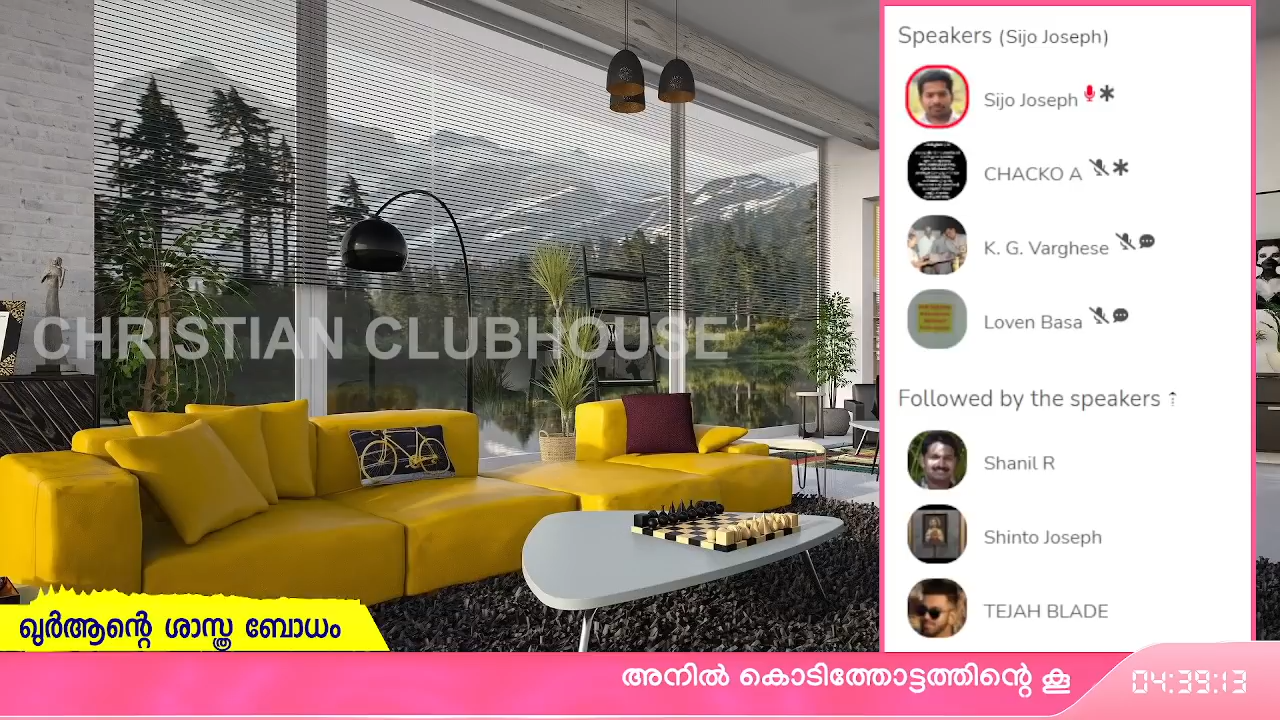 Speakers (Sijo Joseph)
Sijo Joseph
CHACKO A
K. G. Varghese
Loven Basa
Followed by the speakers
Shanil R
Shinto Joseph
TEJAH BLADE
CHRISTIAN CLUBHOUSE
ഖുർആന്റെ ശാസ്ത്ര ബോധം
അനിൽ കൊടിത്തോട്ടത്തിന്റെ കൂ
04:39:13